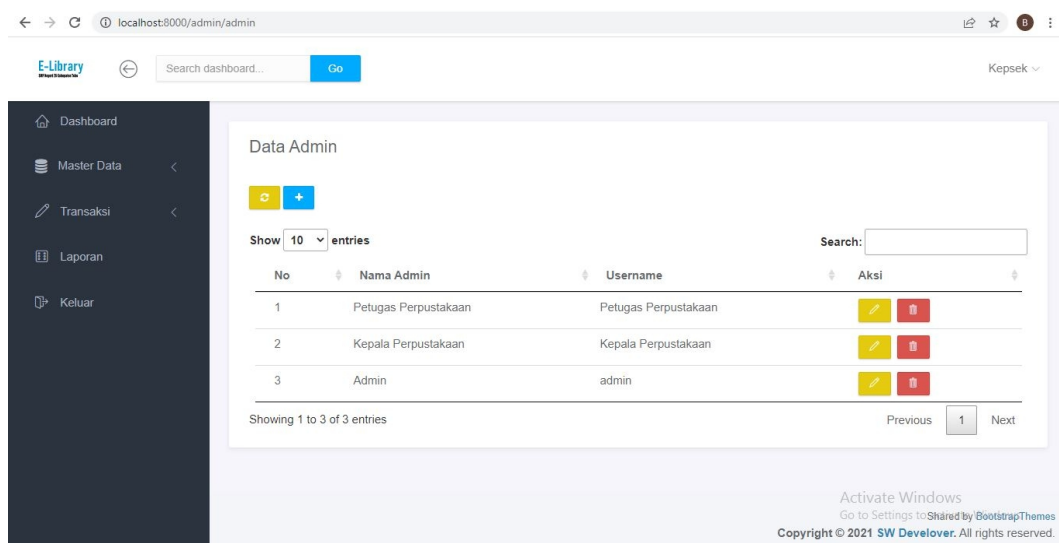 localhost:8000/admin/admin
B
E-Library
Search dashboard...
Go
Kepsek
Dashboard
Master Data
Transaksi
Laporan
Keluar
Data Admin
Show 10 entries
Search:
No Nama Admin Username Aksi
1 Petugas Perpustakaan Petugas Perpustakaan
2 Kepala Perpustakaan Kepala Perpustakaan
3 Admin admin
Showing 1 to 3 of 3 entries
Previous 1 Next
Activate Windows
Go to Settings to
Shared by BootstrapThemes
Copyright © 2021 SW Develover. All rights reserved.